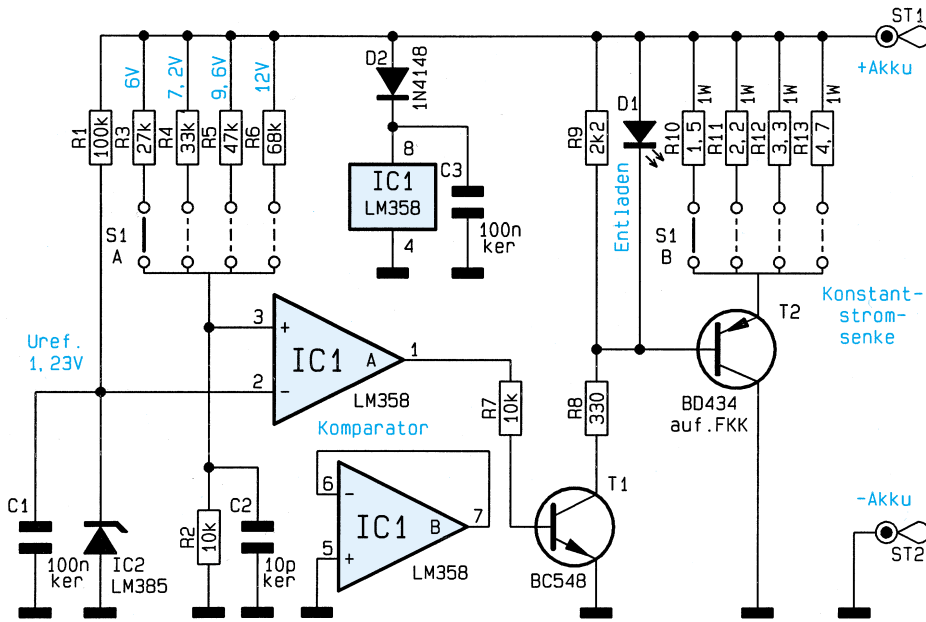 ST1
+Akku
6V
7,2V
9,6V
12V
D2
1N4148
D1
1W
1W
1W
1W
R1
100k
R3
27k
R4
33k
R5
47k
R6
68k
R9
2k2
R10
1,5
R11
2,2
R12
3,3
R13
4,7
8
IC1
LM358
4
C3
100n
ker
Entladen
S1
A
S1
B
Konstant-
strom-
senke
T2
Uref.
1,23V
3
+
IC1
A
1
2
-
LM358
R7
10k
R8
330
BD434
auf.FKK
Komparator
6
-
IC1
B
7
5
+
LM358
T1
BC548
-Akku
ST2
C1
100n
ker
IC2
LM385
R2
10k
C2
10p
ker